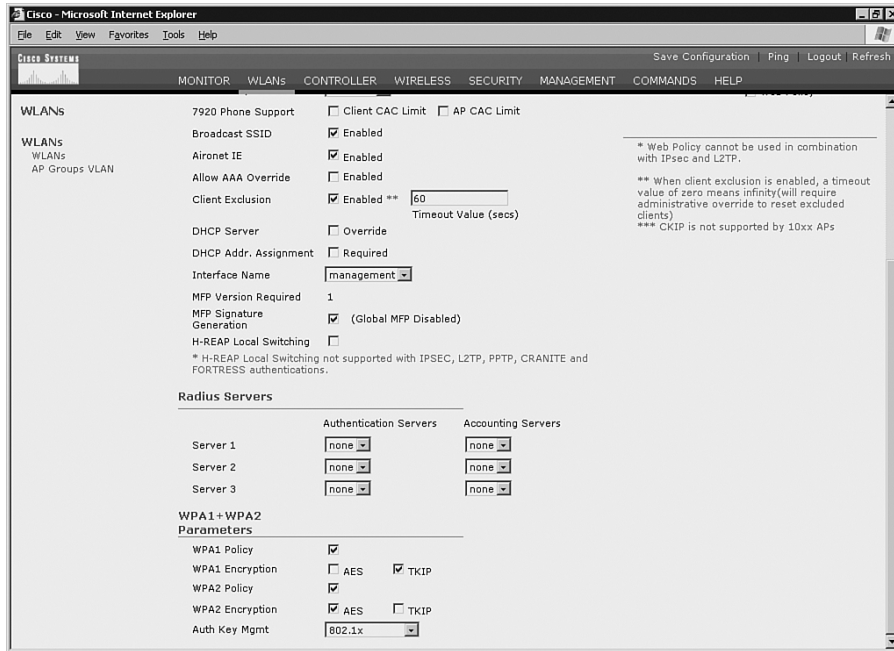 Cisco - Microsoft Internet Explorer
File Edit View Favorites Tools Help
CISCO SYSTEMS
Save Configuration | Ping | Logout | Refresh
MONITOR WLANs CONTROLLER WIRELESS SECURITY MANAGEMENT COMMANDS HELP
WLANs
WLANs
WLANs
AP Groups VLAN
7920 Phone Support Client CAC Limit AP CAC Limit
Broadcast SSID Enabled
Aironet IE Enabled
Allow AAA Override Enabled
Client Exclusion Enabled ** 60
Timeout Value (secs)
DHCP Server Override
DHCP Addr. Assignment Required
Interface Name management
MFP Version Required 1
MFP Signature
Generation (Global MFP Disabled)
H-REAP Local Switching
* H-REAP Local Switching not supported with IPSEC, L2TP, PPTP, CRANITE and
FORTRESS authentications.
* Web Policy cannot be used in combination
with IPsec and L2TP.
** When client exclusion is enabled, a timeout
value of zero means infinity(will require
administrative override to reset excluded
clients)
*** CKIP is not supported by 10xx APs
Radius Servers
Authentication Servers Accounting Servers
Server 1 none none
Server 2 none none
Server 3 none none
WPA1+WPA2
Parameters
WPA1 Policy
WPA1 Encryption AES TKIP
WPA2 Policy
WPA2 Encryption AES TKIP
Auth Key Mgmt 802.1x